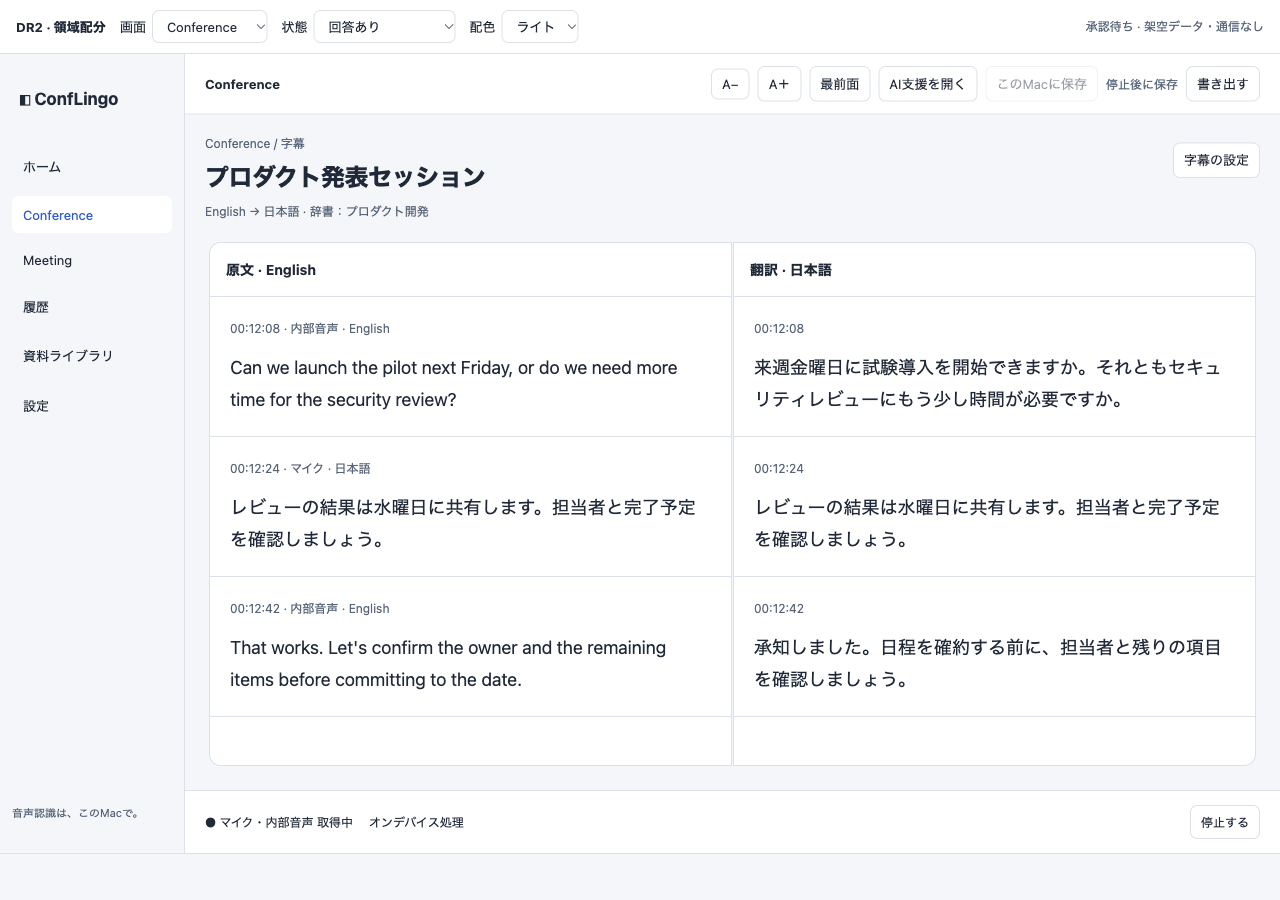 DR2 · 領域配分 画面 Conference 状態 回答あり 配色 ライト 承認待ち · 架空データ・通信なし
ConfLingo
ホーム
Conference
Meeting
履歴
資料ライブラリ
設定
音声認識は、このMacで。
Conference A− A＋ 最前面 AI支援を開く このMacに保存 停止後に保存 書き出す
Conference / 字幕
プロダクト発表セッション
English → 日本語 · 辞書：プロダクト開発
字幕の設定
原文 · English
翻訳 · 日本語
00:12:08 · 内部音声 · English
Can we launch the pilot next Friday, or do we need more
time for the security review?
00:12:08
来週金曜日に試験導入を開始できますか。それともセキュ
リティレビューにもう少し時間が必要ですか。
00:12:24 · マイク · 日本語
レビューの結果は水曜日に共有します。担当者と完了予定
を確認しましょう。
00:12:24
レビューの結果は水曜日に共有します。担当者と完了予定
を確認しましょう。
00:12:42 · 内部音声 · English
That works. Let's confirm the owner and the remaining
items before committing to the date.
00:12:42
承知しました。日程を確約する前に、担当者と残りの項目
を確認しましょう。
マイク・内部音声 取得中 オンデバイス処理 停止する